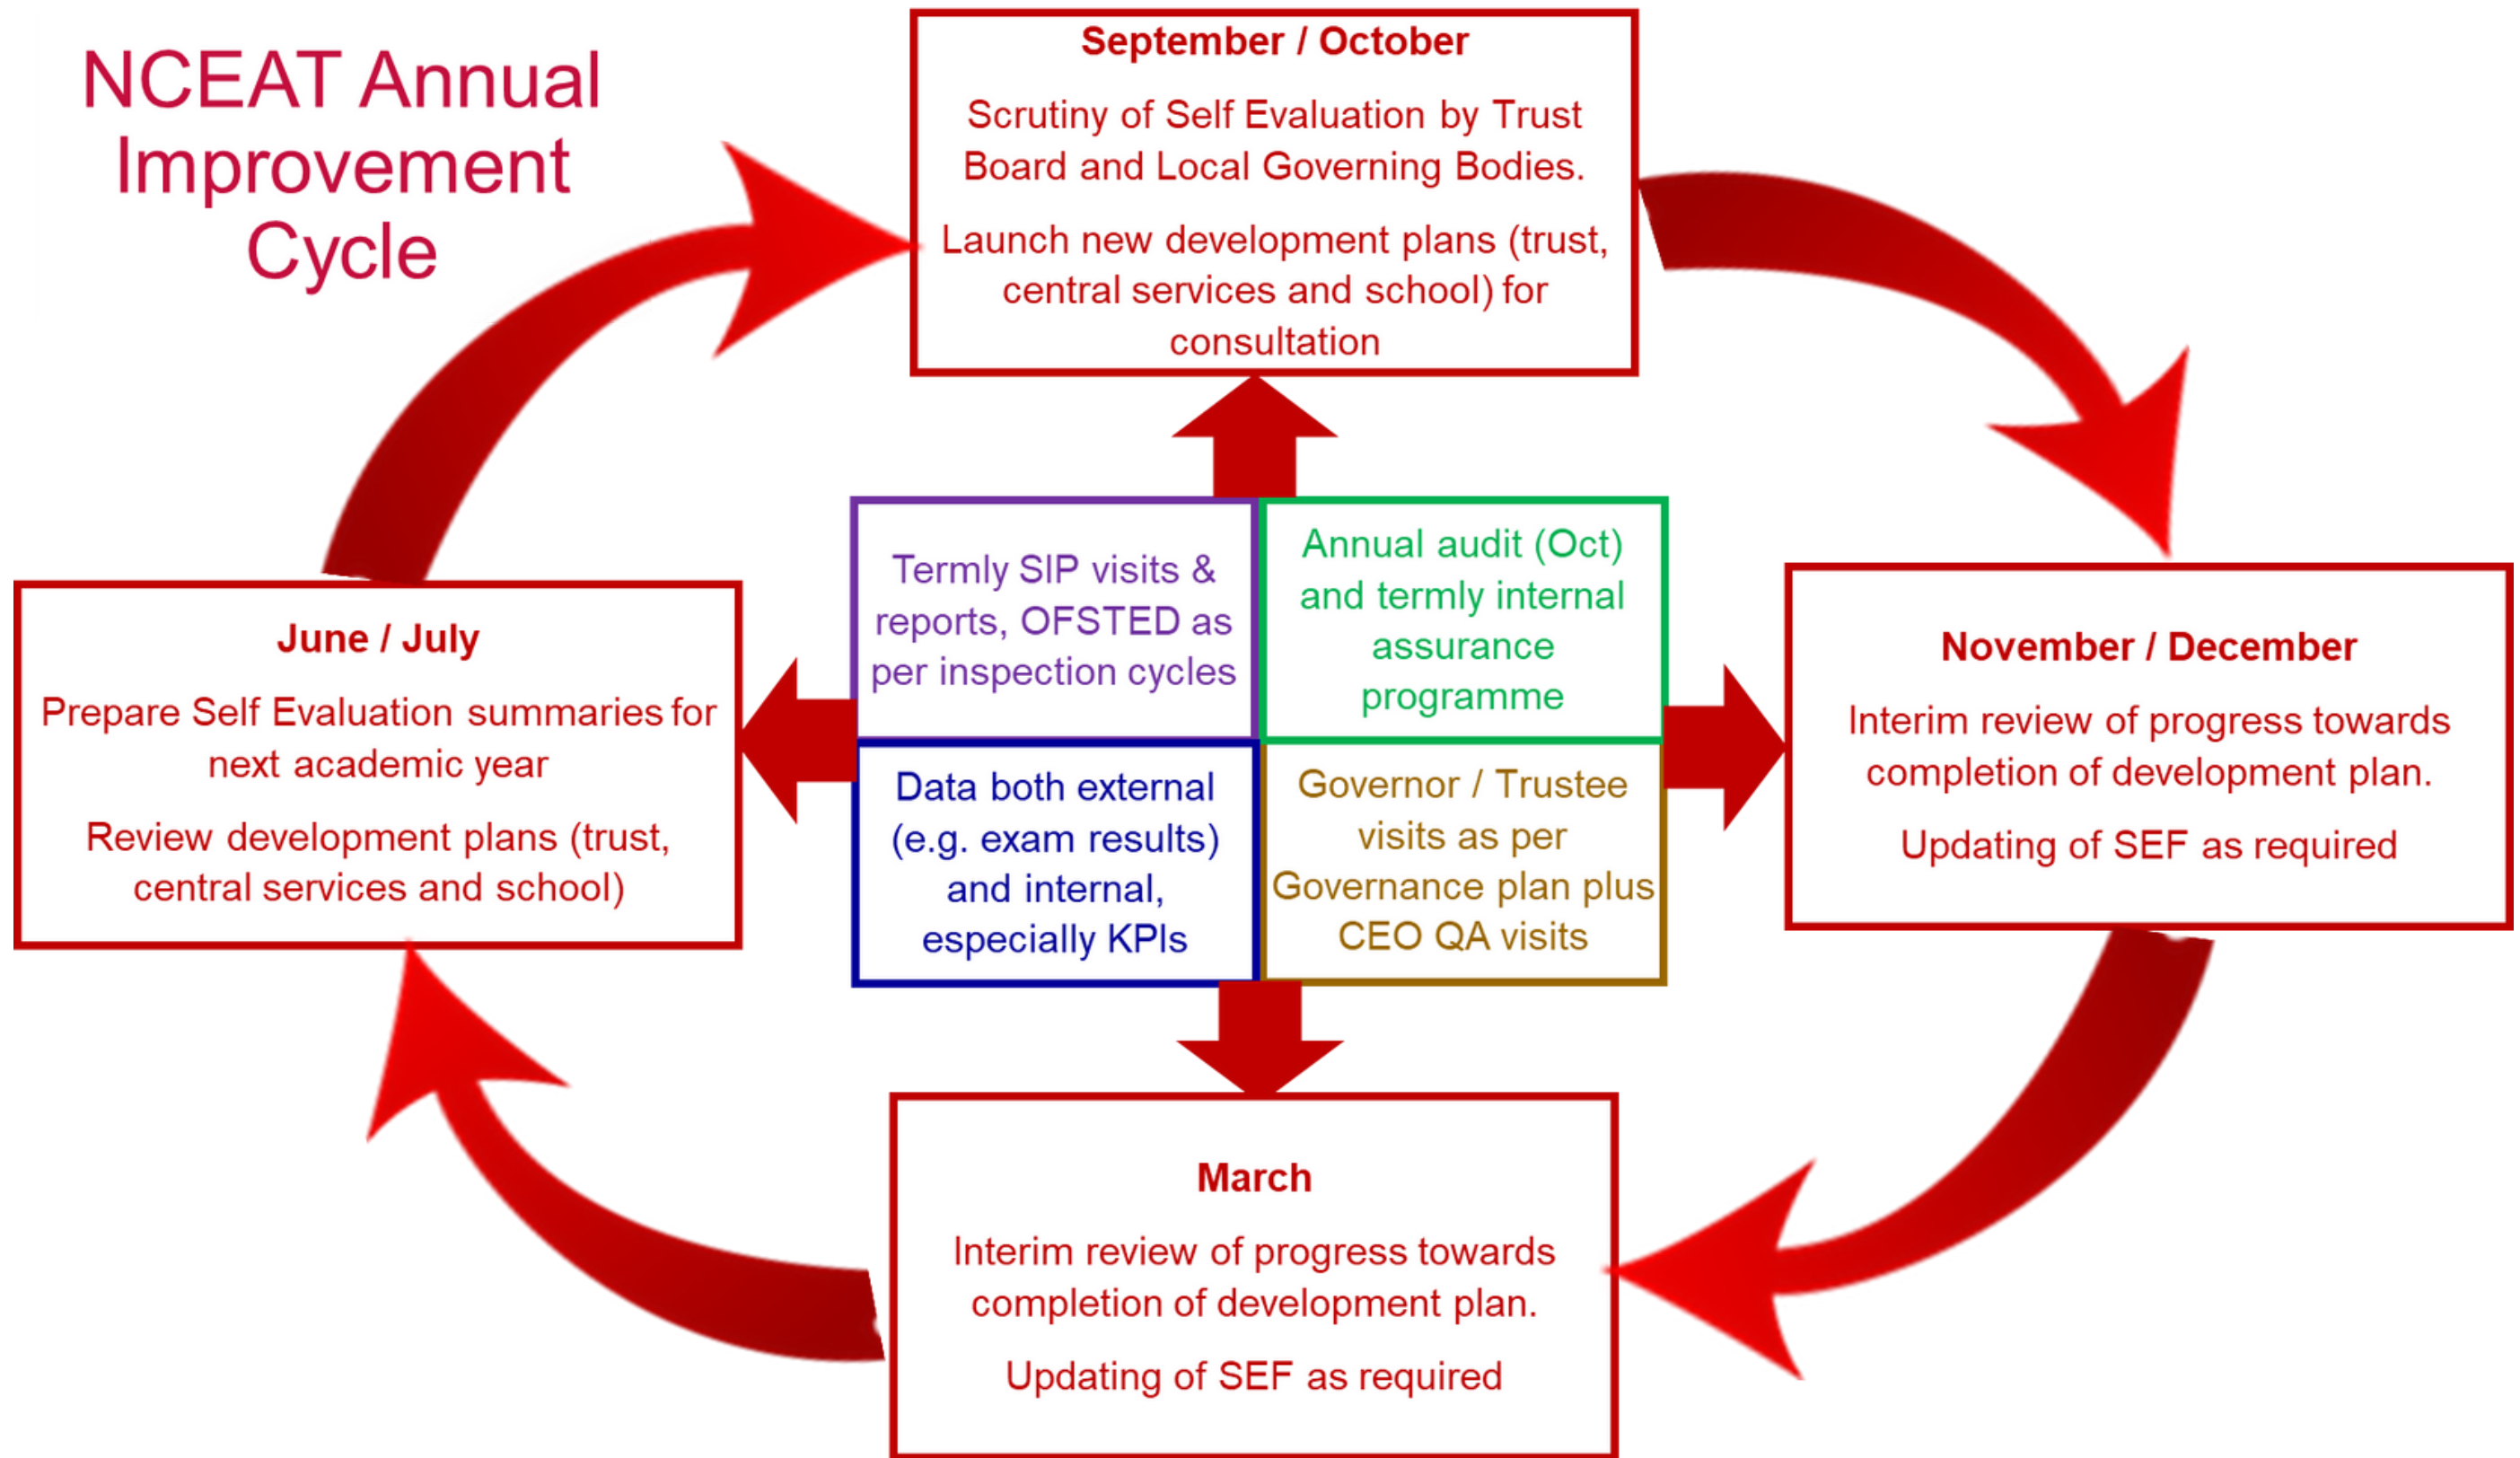 NCEAT Annual
Improvement
Cycle
September / October
Scrutiny of Self Evaluation by Trust
Board and Local Governing Bodies.
Launch new development plans (trust,
central services and school) for
consultation
Termly SIP visits &
reports, OFSTED as
per inspection cycles
Annual audit (Oct)
and termly internal
assurance
programme
June / July
Prepare Self Evaluation summaries for
next academic year
Review development plans (trust,
central services and school)
November / December
Interim review of progress towards
completion of development plan.
Updating of SEF as required
Data both external
(e.g. exam results)
and internal,
especially KPIs
Governor / Trustee
visits as per
Governance plan plus
CEO QA visits
March
Interim review of progress towards
completion of development plan.
Updating of SEF as required